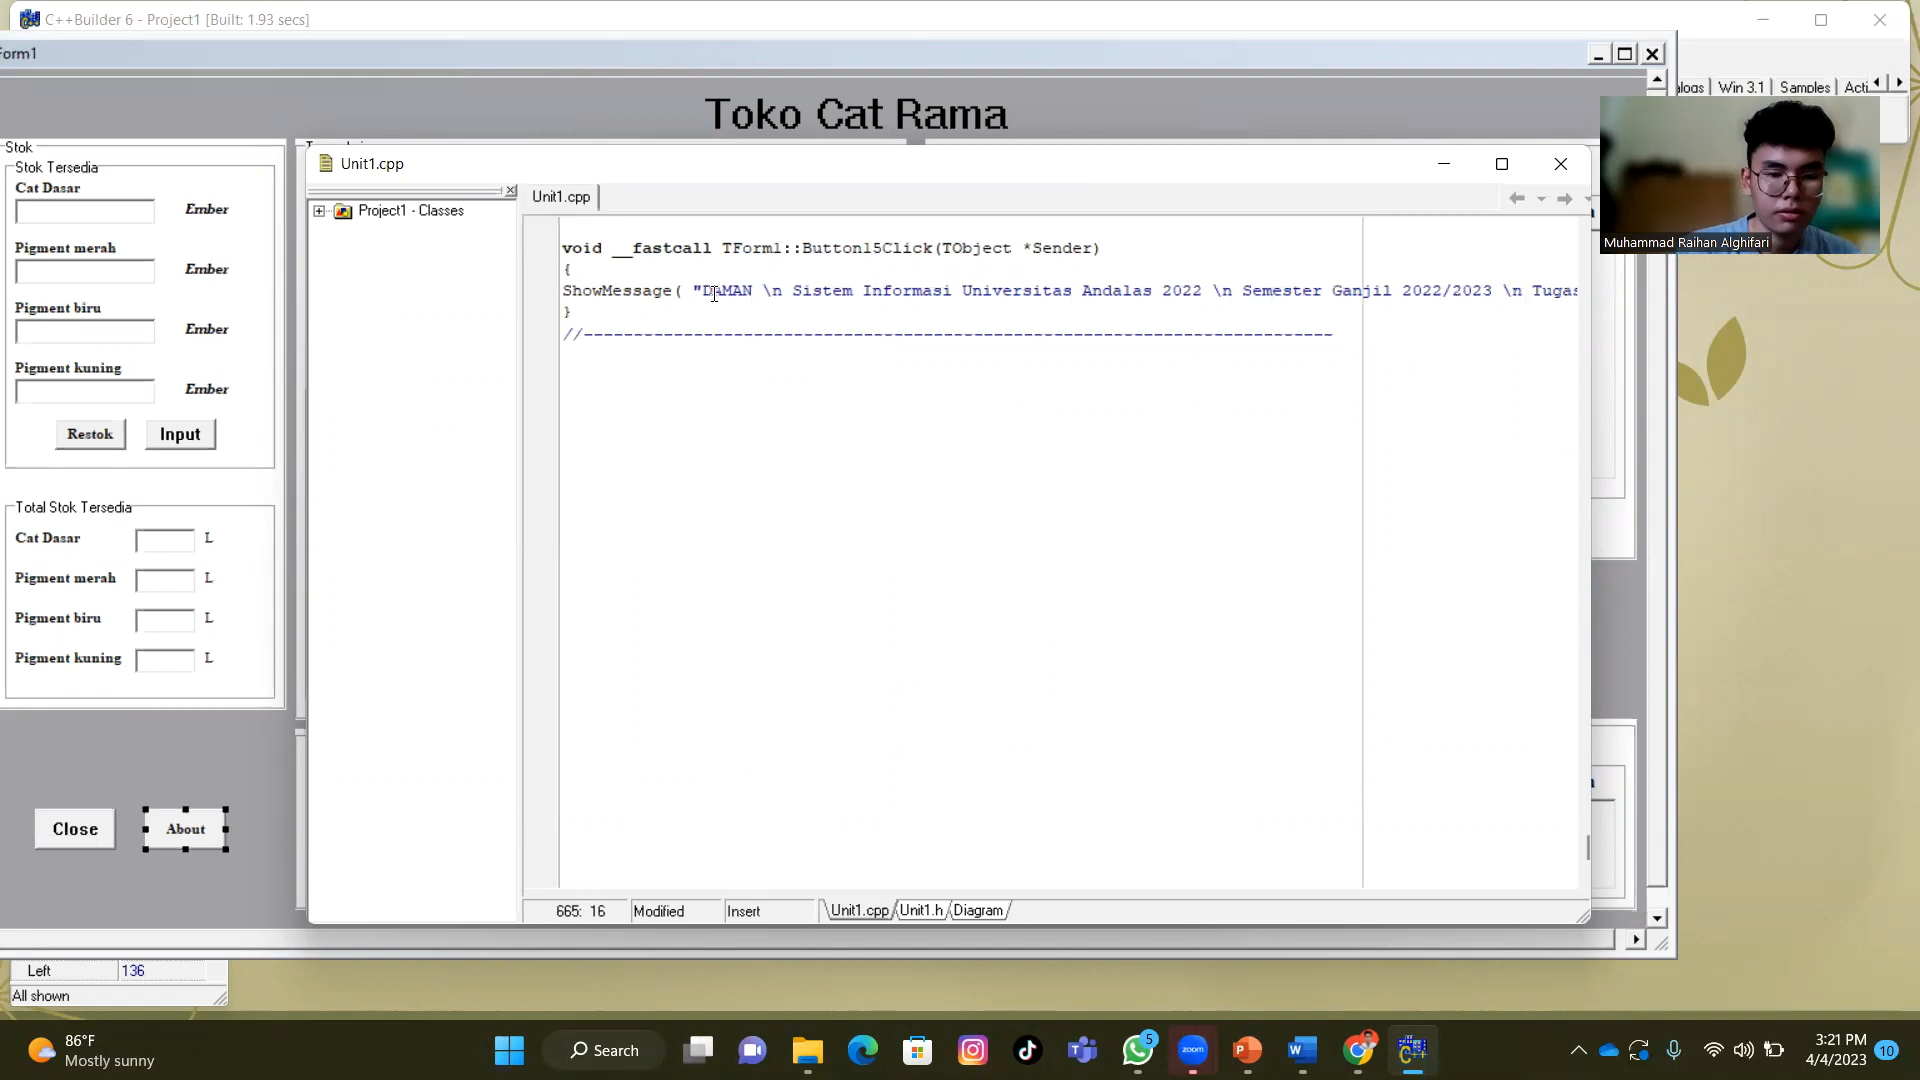 C++Builder 6 - Project1 [Built: 1.93 secs]
Form1
Win 3.1
Samples
Toko Cat Rama
Muhammad Raihan Alghifari
Stok
Stok Tersedia
Cat Dasar
Ember
Pigment merah
Ember
Pigment biru
Ember
Pigment kuning
Ember
Restok
Input
Total Stok Tersedia
Cat Dasar
L
Pigment merah
L
Pigment biru
L
Pigment kuning
L
Close
About
Unit1.cpp
Project1 - Classes
Unit1.cpp
void __fastcall TForm1::Button15Click(TObject *Sender)
{
ShowMessage( "DAMAN \n Sistem Informasi Universitas Andalas 2022 \n Semester Ganjil 2022/2023 \n Tugas
}
//---------------------------------------------------------------------------
665: 16
Modified
Insert
Unit1.cpp
Unit1.h
Diagram
Left
136
All shown
86°F
Mostly sunny
Search
5
zoom
3:21 PM
4/4/2023
10